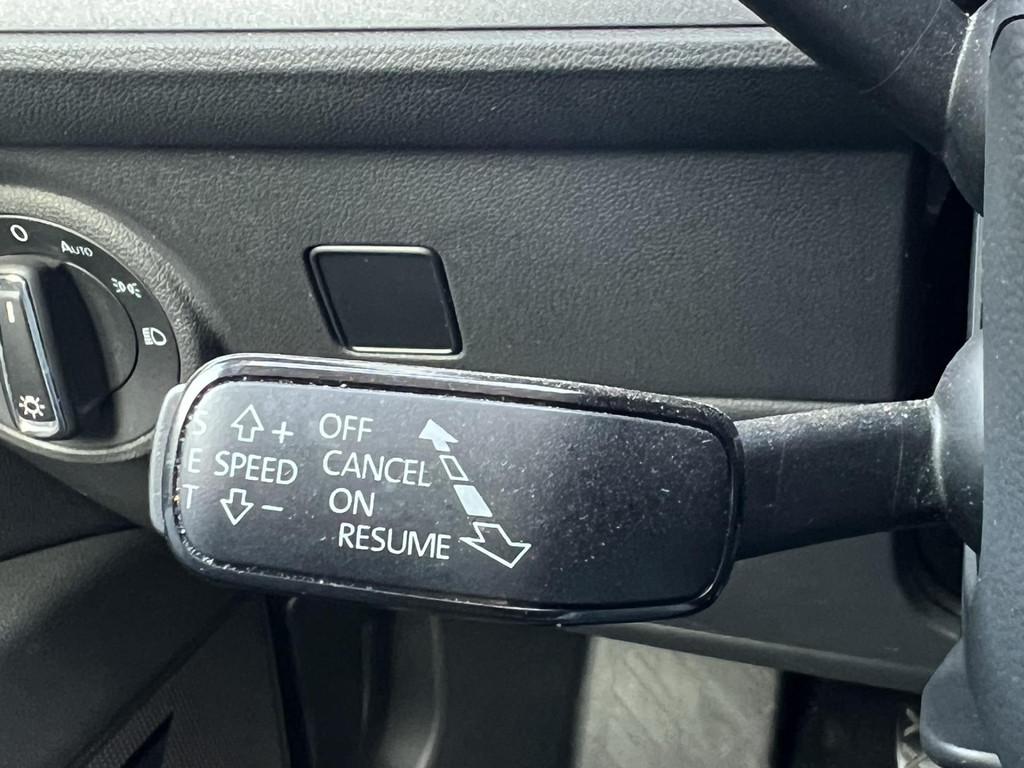 0
AUTO
S + OFF
E SPEED CANCEL
T - ON
RESUME